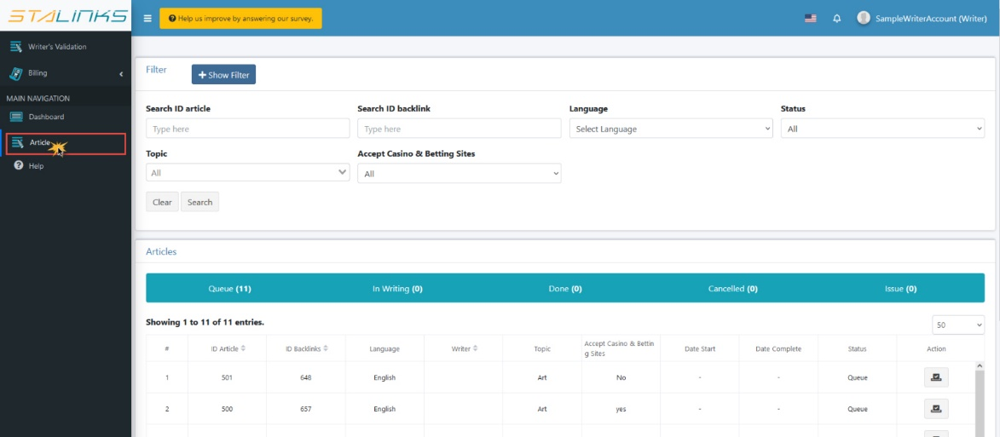 STALINKS
Help us improve by answering our survey.
SampleWriterAccount (Writer)
Writer's Validation
Billing
MAIN NAVIGATION
Dashboard
Article
Help
Filter
+ Show Filter
Search ID article
Search ID backlink
Language
Status
Type here
Type here
Select Language
All
Topic
Accept Casino & Betting Sites
All
All
Clear
Search
Articles
Queue (11)
In Writing (0)
Done (0)
Cancelled (0)
Issue (0)
Showing 1 to 11 of 11 entries.
50
# ID Article ID Backlinks Language Writer Topic Accept Casino & Bettin
g Sites Date Start Date Complete Status Action
1 501 648 English Art No - - Queue
2 500 657 English Art yes - - Queue